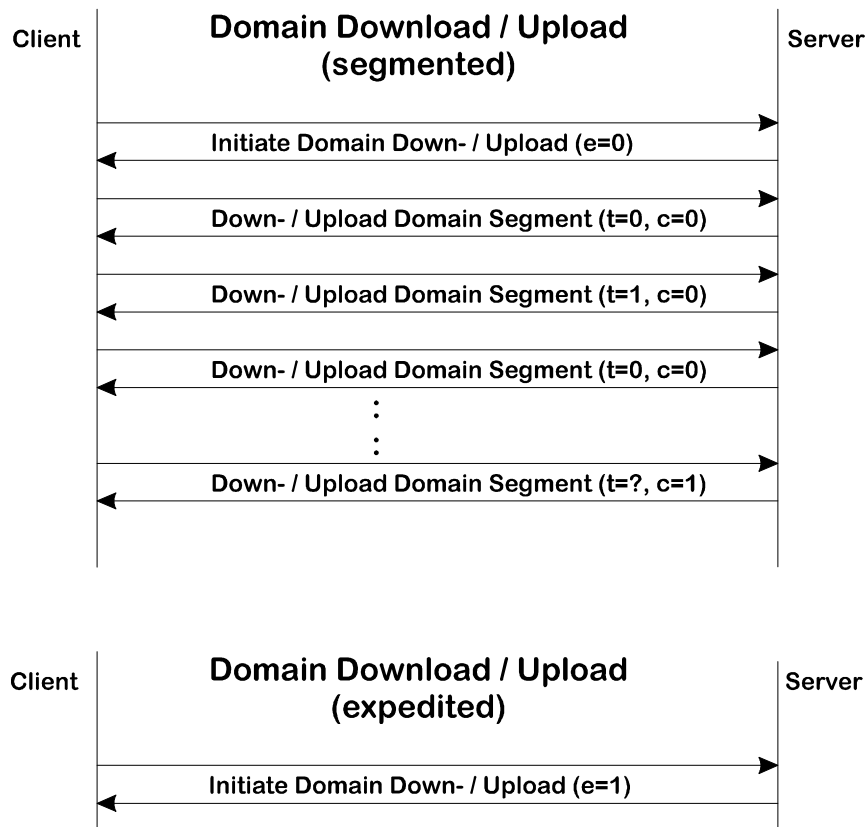 Client
Domain Download / Upload
(segmented)
Server
Initiate Domain Down- / Upload (e=0)
Down- / Upload Domain Segment (t=0, c=0)
Down- / Upload Domain Segment (t=1, c=0)
Down- / Upload Domain Segment (t=0, c=0)
Down- / Upload Domain Segment (t=?, c=1)
Client
Domain Download / Upload
(expedited)
Server
Initiate Domain Down- / Upload (e=1)